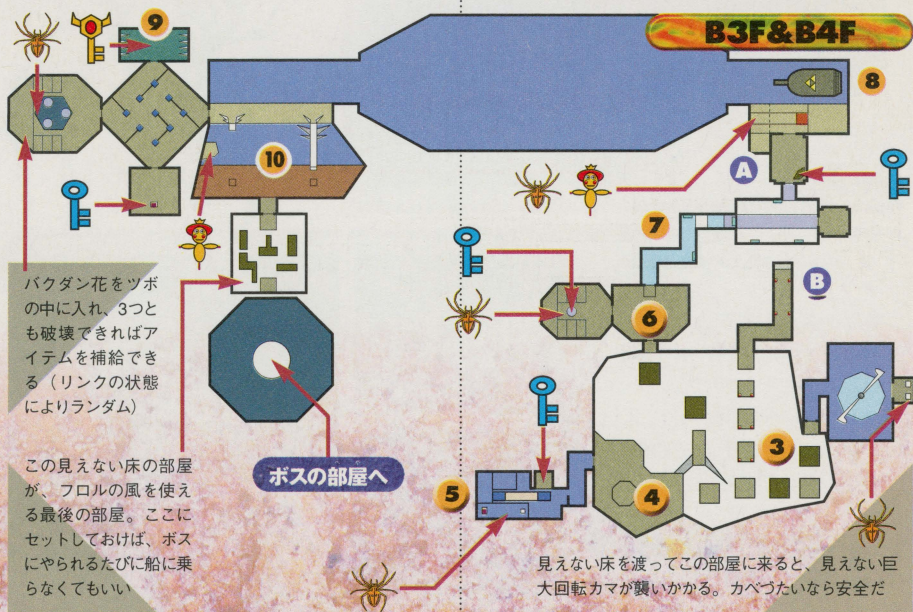 B3F&B4F
9
8
10
A
7
B
6
バクダン花をツボ
の中に入れ、3つと
も破壊できればア
イテムを補給でき
る（リンクの状態
によりランダム）
3
この見えない床の部屋
が、フロルの風を使え
る最後の部屋。ここに
セットしておけば、ボス
にやられるたびに船に乗
らなくてもいい
ボスの部屋へ
5
4
見えない床を渡ってこの部屋に来ると、見えない巨
大回転カマが襲いかかる。カベづたいなら安全だ